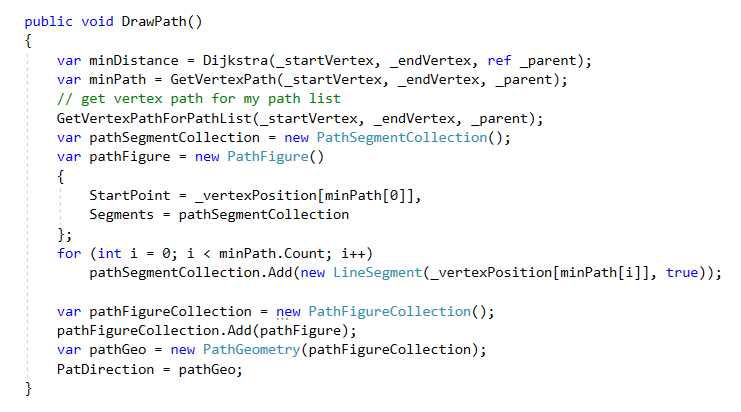 public void DrawPath()
{
    var minDistance = Dijkstra(_startVertex, _endVertex, ref _parent);
    var minPath = GetVertexPath(_startVertex, _endVertex, _parent);
    // get vertex path for my path list
    GetVertexPathForPathList(_startVertex, _endVertex, _parent);
    var pathSegmentCollection = new PathSegmentCollection();
    var pathFigure = new PathFigure()
    {
        StartPoint = _vertexPosition[minPath[0]],
        Segments = pathSegmentCollection
    };
    for (int i = 0; i < minPath.Count; i++)
        pathSegmentCollection.Add(new LineSegment(_vertexPosition[minPath[i]], true));

    var pathFigureCollection = new PathFigureCollection();
    pathFigureCollection.Add(pathFigure);
    var pathGeo = new PathGeometry(pathFigureCollection);
    PatDirection = pathGeo;
}